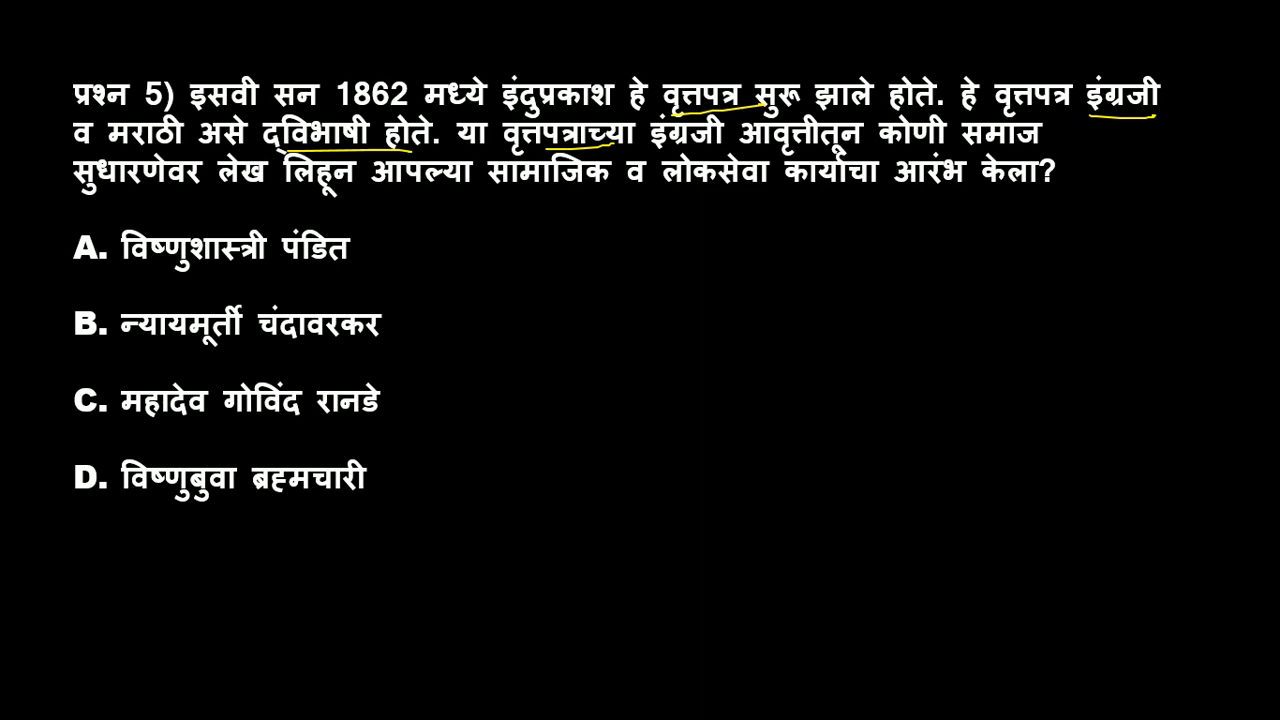 प्रश्न 5) इसवी सन 1862 मध्ये इंदुप्रकाश हे वृत्तपत्र सुरू झाले होते. हे वृत्तपत्र इंग्रजी
व मराठी असे द्विभाषी होते. या वृत्तपत्राच्या इंग्रजी आवृत्तीतून कोणी समाज
सुधारणेवर लेख लिहून आपल्या सामाजिक व लोकसेवा कार्याचा आरंभ केला?
A. विष्णुशास्त्री पंडित
B. न्यायमूर्ती चंदावरकर
C. महादेव गोविंद रानडे
D. विष्णुबुवा ब्रह्मचारी